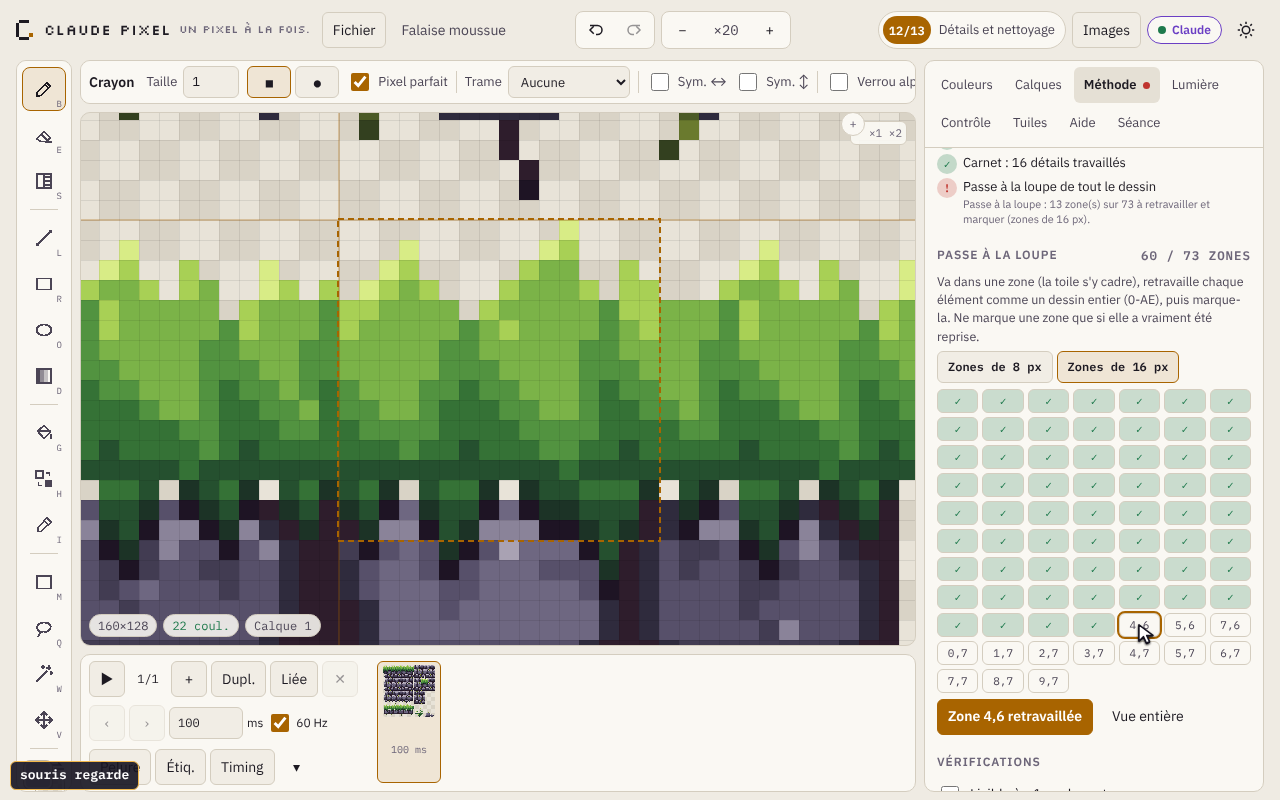 CLAUDE PIXEL UN PIXEL À LA FOIS. Fichier Falaise moussue − ×20 + 12/13 Détails et nettoyage Images Claude
Crayon Taille 1 Pixel parfait Trame Aucune Sym. ↔ Sym. ↕ Verrou alp
Couleurs Calques Méthode Lumière
Contrôle Tuiles Aide Séance
B
E
S
L
R
O
D
G
H
I
M
Q
W
V
+ ×1 ×2
✓ Carnet : 16 détails travaillés
! Passe à la loupe de tout le dessin
Passe à la loupe : 13 zone(s) sur 73 à retravailler et
marquer (zones de 16 px).
PASSE À LA LOUPE 60 / 73 ZONES
Va dans une zone (la toile s'y cadre), retravaille chaque
élément comme un dessin entier (0-AE), puis marque-
la. Ne marque une zone que si elle a vraiment été
reprise.
Zones de 8 px Zones de 16 px
✓ ✓ ✓ ✓ ✓ ✓ ✓
✓ ✓ ✓ ✓ ✓ ✓ ✓
✓ ✓ ✓ ✓ ✓ ✓ ✓
✓ ✓ ✓ ✓ ✓ ✓ ✓
✓ ✓ ✓ ✓ ✓ ✓ ✓
✓ ✓ ✓ ✓ ✓ ✓ ✓
✓ ✓ ✓ ✓ ✓ ✓ ✓
✓ ✓ ✓ ✓ ✓ ✓ ✓
✓ ✓ ✓ ✓ 4,6 5,6 7,6
0,7 1,7 2,7 3,7 4,7 5,7 6,7
7,7 8,7 9,7
Zone 4,6 retravaillée Vue entière
VÉRIFICATIONS
160×128 22 coul. Calque 1
1/1 + Dupl. Liée ×
‹ › 100 ms 60 Hz
Étiq. Timing ▼
100 ms
souris regarde